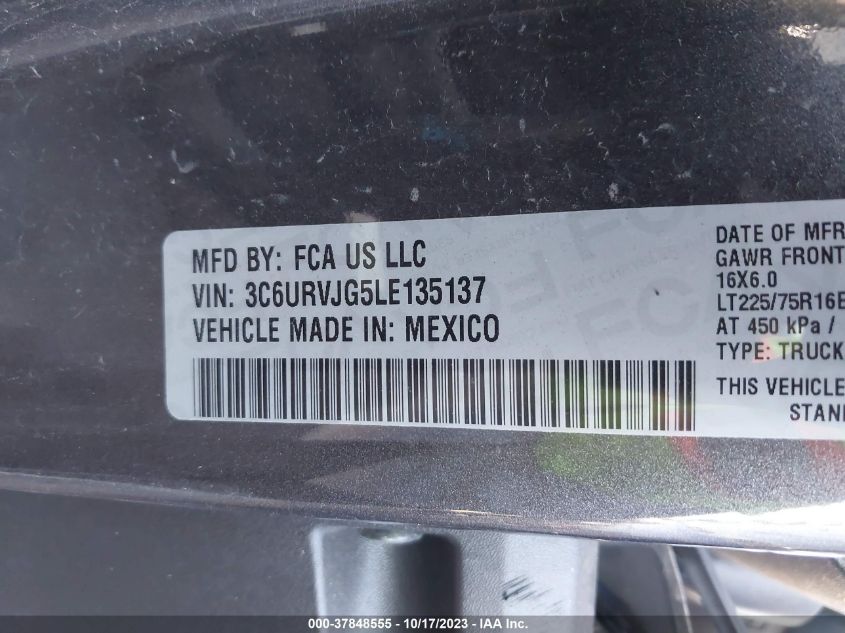 MFD BY: FCA US LLC
VIN: 3C6URVJG5LE135137
VEHICLE MADE IN: MEXICO
DATE OF MFR
GAWR FRONT
16X6.0
LT225/75R16E
AT 450 kPa /
TYPE: TRUCK
THIS VEHICLE
000-37848555 - 10/17/2023 - IAA Inc.